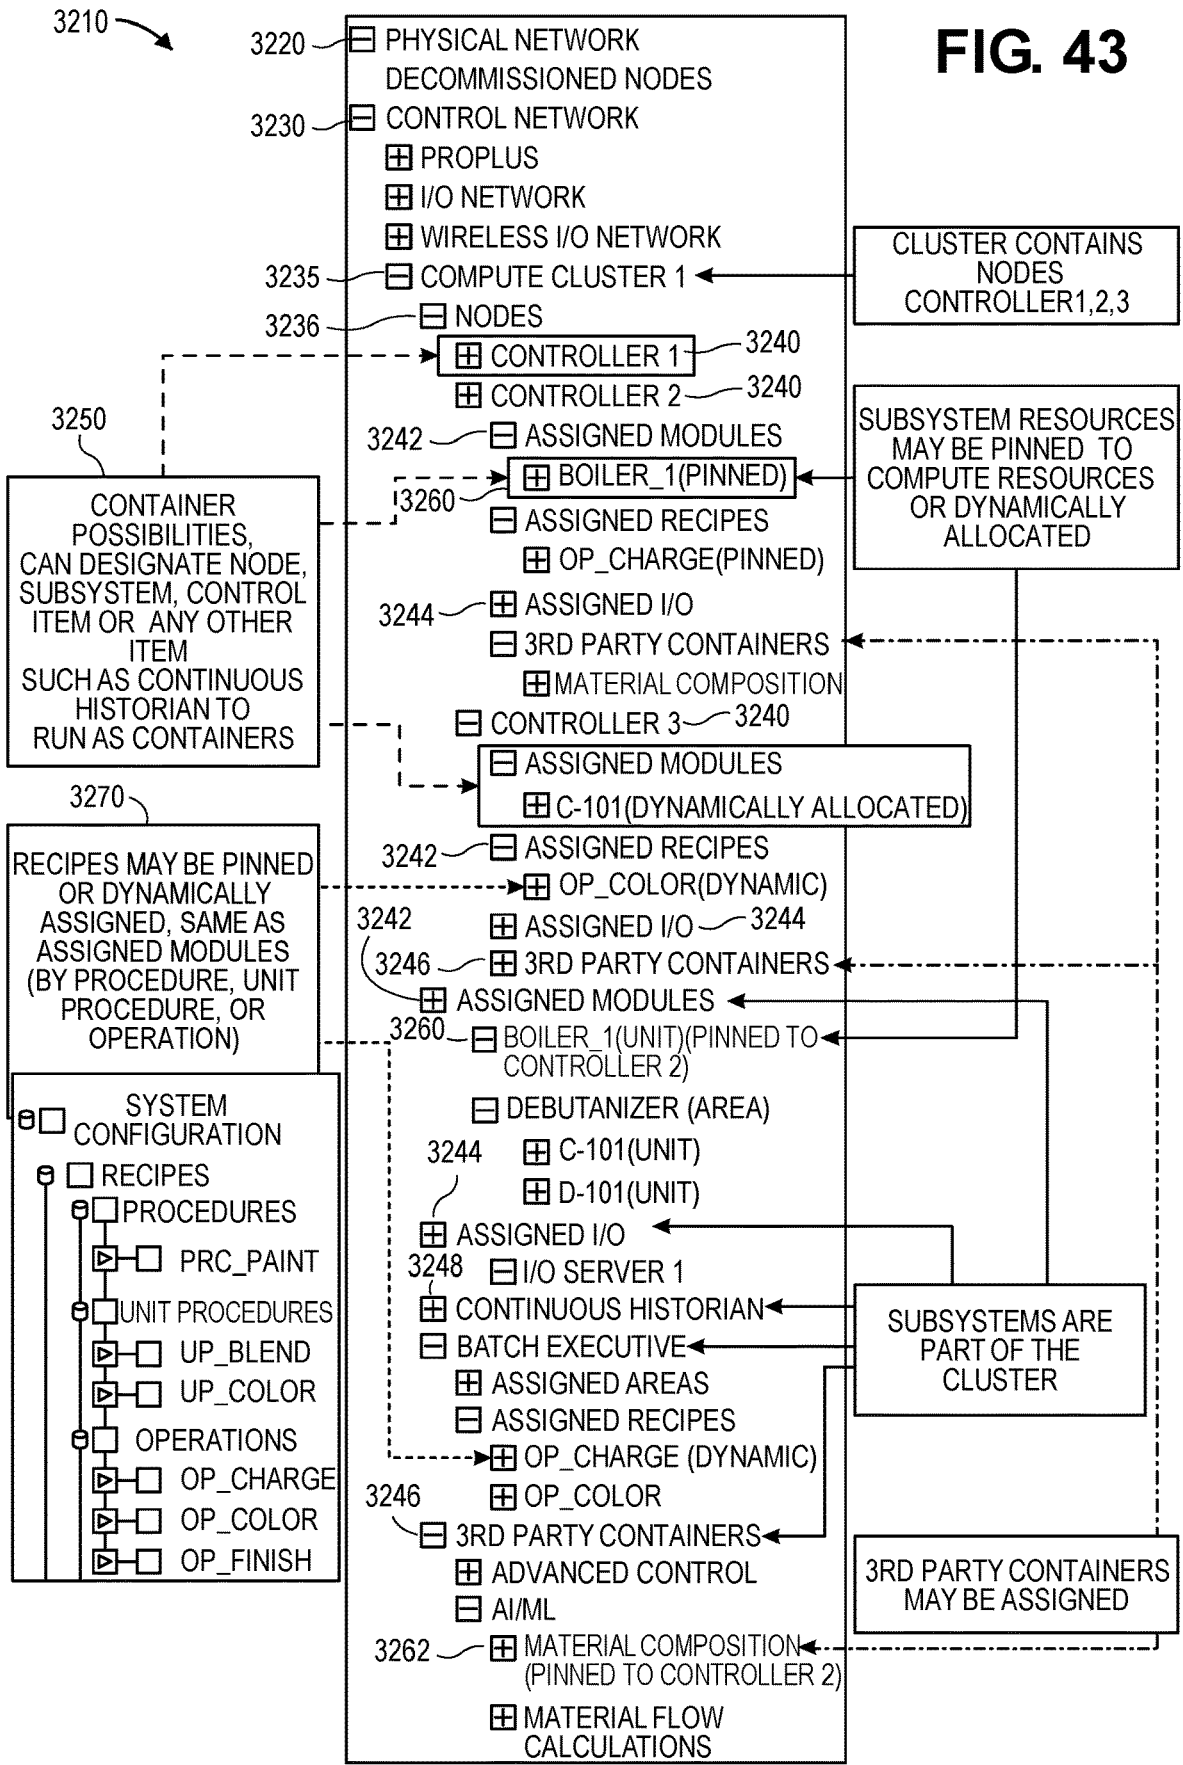 FIG. 43
3210
3220
PHYSICAL NETWORK
DECOMMISSIONED NODES
3230
CONTROL NETWORK
PROPLUS
I/O NETWORK
WIRELESS I/O NETWORK
3235
COMPUTE CLUSTER 1
3236
NODES
CONTROLLER 1
3240
CONTROLLER 2
3240
3242
ASSIGNED MODULES
BOILER_1(PINNED)
3260
ASSIGNED RECIPES
OP_CHARGE(PINNED)
3244
ASSIGNED I/O
3RD PARTY CONTAINERS
MATERIAL COMPOSITION
CONTROLLER 3
3240
ASSIGNED MODULES
C-101(DYNAMICALLY ALLOCATED)
3242
ASSIGNED RECIPES
OP_COLOR(DYNAMIC)
3242
ASSIGNED I/O
3244
3246
3RD PARTY CONTAINERS
ASSIGNED MODULES
3260
BOILER_1(UNIT)(PINNED TO
CONTROLLER 2)
DEBUTANIZER (AREA)
C-101(UNIT)
D-101(UNIT)
3244
ASSIGNED I/O
I/O SERVER 1
3248
CONTINUOUS HISTORIAN
BATCH EXECUTIVE
ASSIGNED AREAS
ASSIGNED RECIPES
OP_CHARGE (DYNAMIC)
OP_COLOR
3246
3RD PARTY CONTAINERS
ADVANCED CONTROL
AI/ML
3262
MATERIAL COMPOSITION
(PINNED TO CONTROLLER 2)
MATERIAL FLOW
CALCULATIONS
3250
CONTAINER
POSSIBILITIES,
CAN DESIGNATE NODE,
SUBSYSTEM, CONTROL
ITEM OR ANY OTHER
ITEM
SUCH AS CONTINUOUS
HISTORIAN TO
RUN AS CONTAINERS
3270
RECIPES MAY BE PINNED
OR DYNAMICALLY
ASSIGNED, SAME AS
ASSIGNED MODULES
(BY PROCEDURE, UNIT
PROCEDURE, OR
OPERATION)
SYSTEM
CONFIGURATION
RECIPES
PROCEDURES
PRC_PAINT
UNIT PROCEDURES
UP_BLEND
UP_COLOR
OPERATIONS
OP_CHARGE
OP_COLOR
OP_FINISH
CLUSTER CONTAINS
NODES
CONTROLLER1,2,3
SUBSYSTEM RESOURCES
MAY BE PINNED TO
COMPUTE RESOURCES
OR DYNAMICALLY
ALLOCATED
SUBSYSTEMS ARE
PART OF THE
CLUSTER
3RD PARTY CONTAINERS
MAY BE ASSIGNED